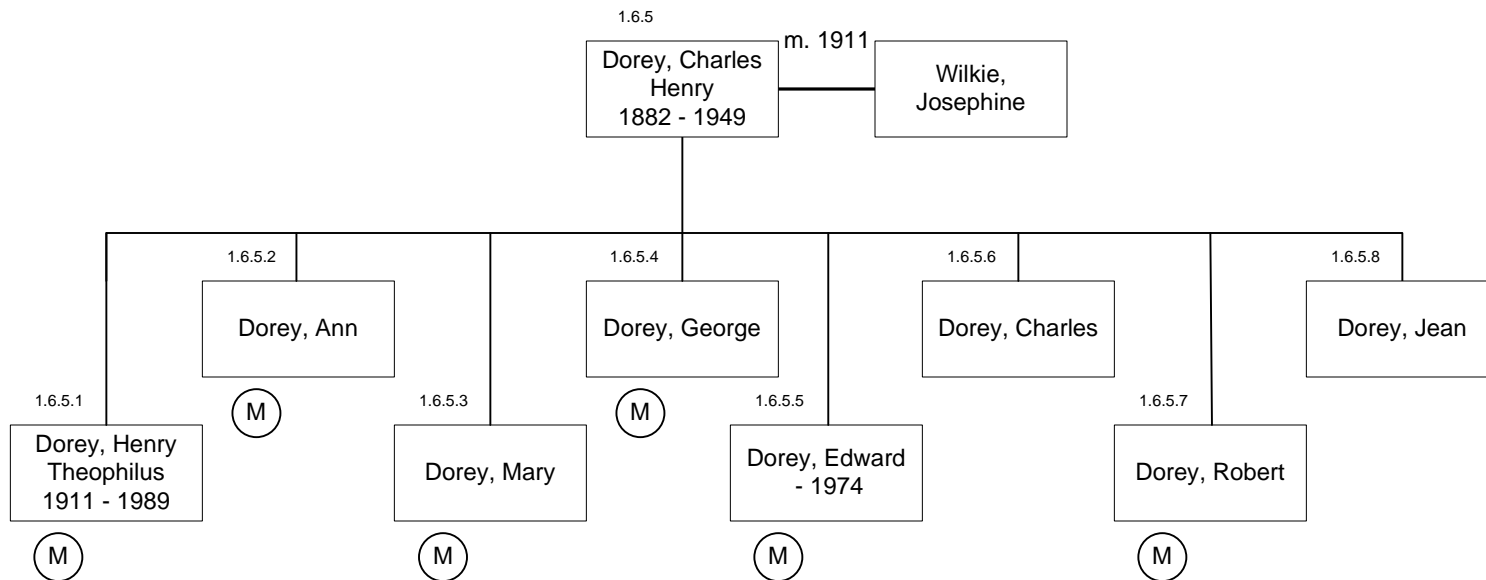 1.6.5
m. 1911
Dorey, Charles
Henry
1882 - 1949
Wilkie,
Josephine
1.6.5.2
1.6.5.4
1.6.5.6
1.6.5.8
Dorey, Ann
Dorey, George
Dorey, Charles
Dorey, Jean
M
M
1.6.5.1
1.6.5.3
1.6.5.5
1.6.5.7
Dorey, Henry
Theophilus
1911 - 1989
Dorey, Mary
Dorey, Edward
- 1974
Dorey, Robert
M
M
M
M